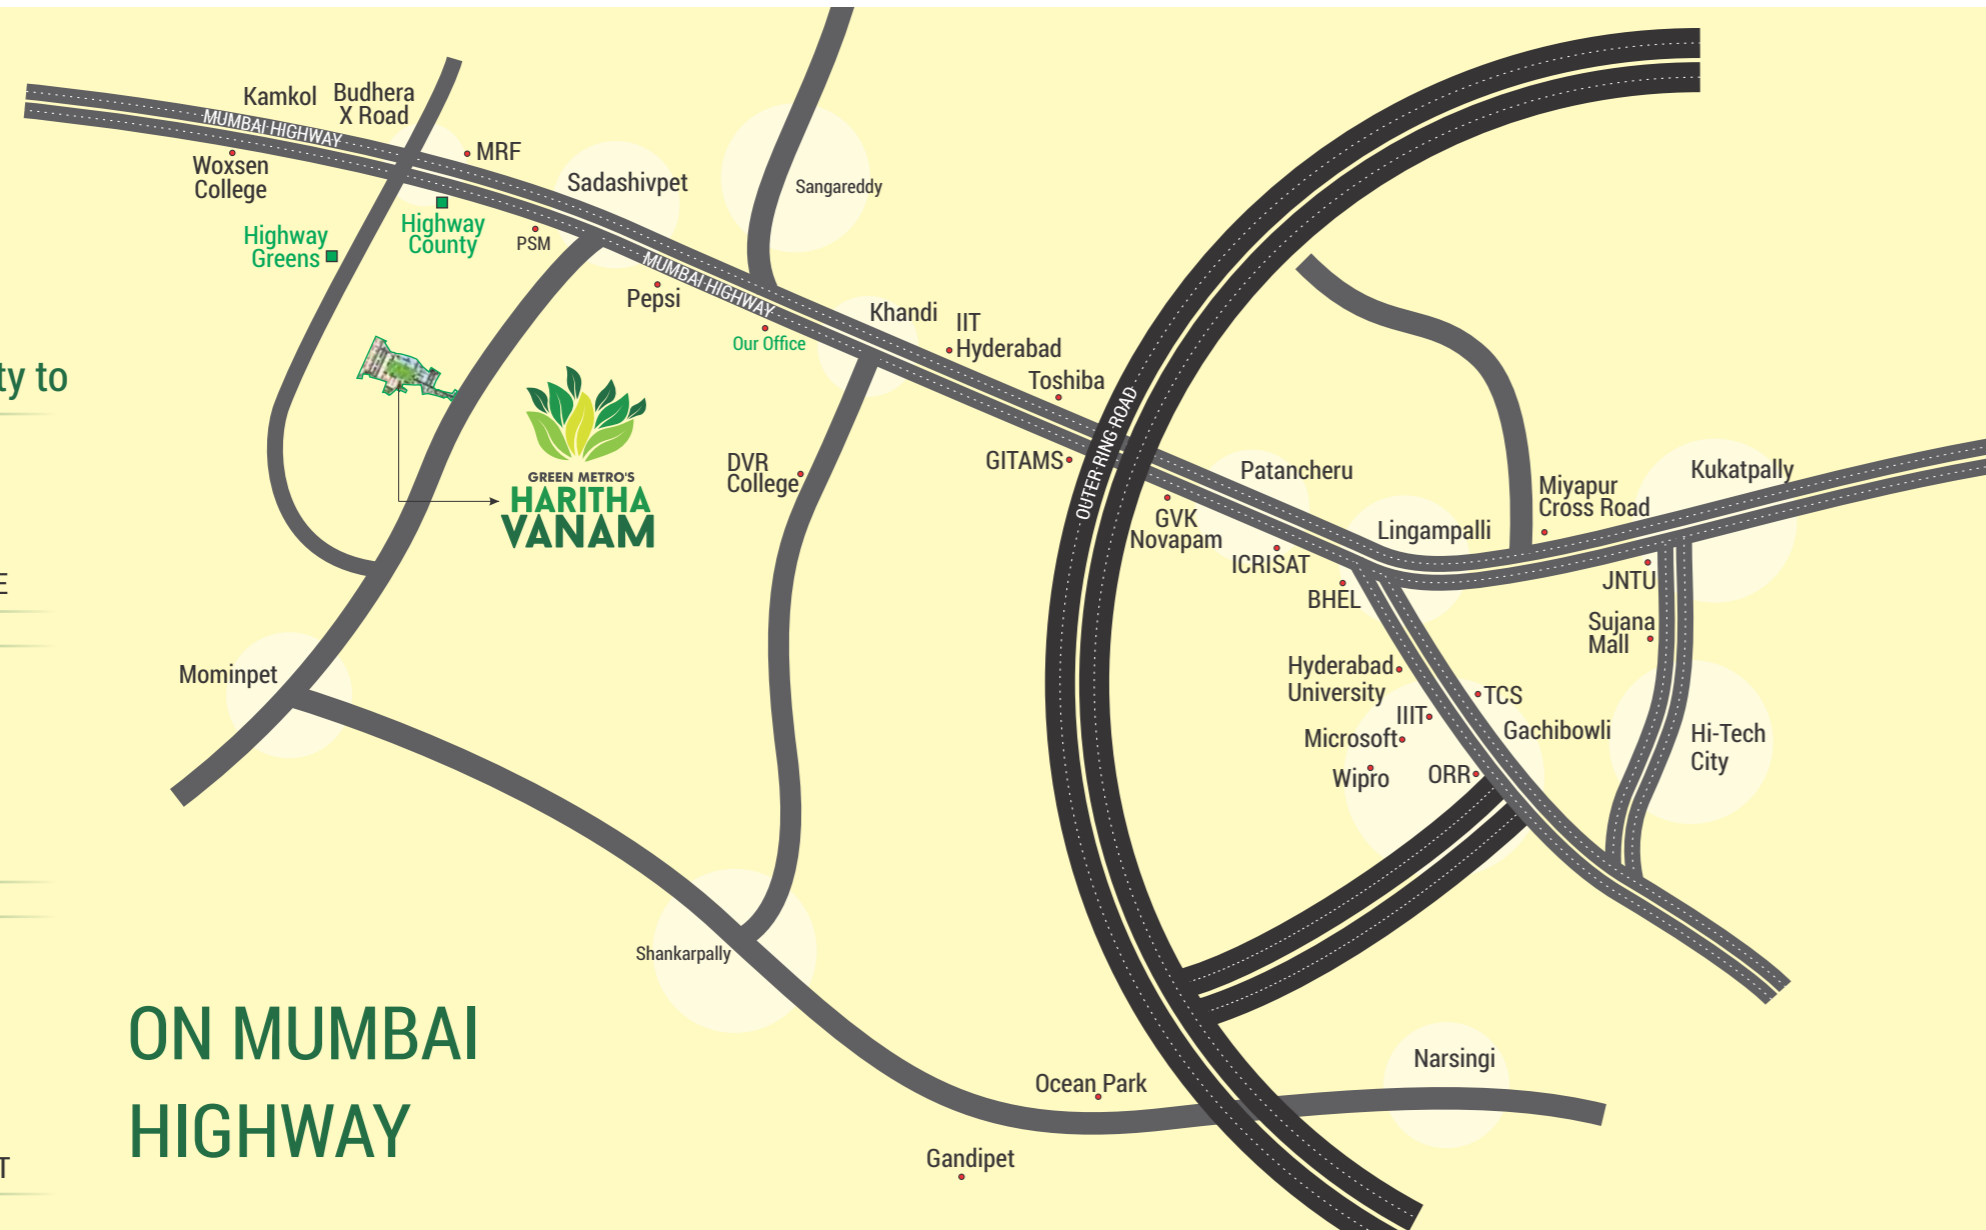 Kamkol
Budhera
X Road
MUMBAI HIGHWAY
MRF
Woxsen
College
Sadashivpet
Sangareddy
Highway
County
Highway
Greens
PSM
MUMBAI HIGHWAY
Pepsi
Our Office
Khandi
IIT
Hyderabad
ty to
Toshiba
OUTER RING ROAD
GREEN METRO'S
HARITHA
VANAM
DVR
College
GITAMS
Patancheru
Kukatpally
Miyapur
Cross Road
GVK
Novapam
Lingampalli
ICRISAT
BHEL
JNTU
E
Sujana
Mall
Mominpet
Hyderabad
University
TCS
IIIT
Gachibowli
Microsoft
Hi-Tech
City
Wipro
ORR
Shankarpally
ON MUMBAI
HIGHWAY
Narsingi
Ocean Park
Gandipet
T